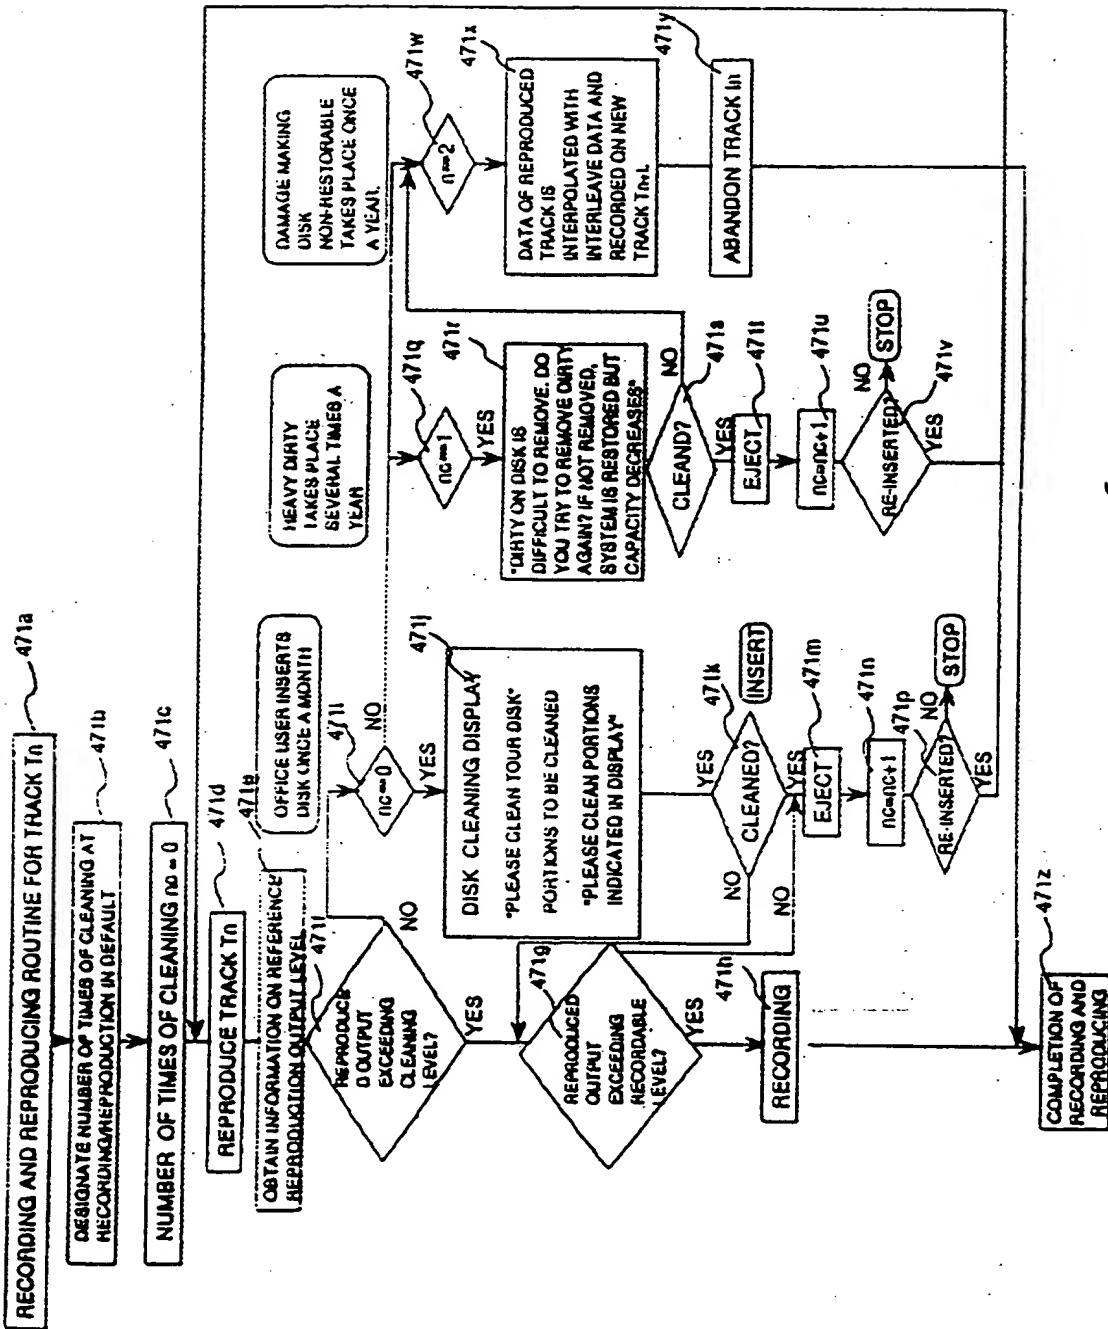 RECORDING AND REPRODUCING ROUTINE FOR TRACK Tn
471a
DESIGNATE NUMBER OF TIMES OF CLEANING AT
RECORDING/REPRODUCTION IN DEFAULT
471b
NUMBER OF TIMES OF CLEANING nc = 0
471c
REPRODUCE TRACK Tn
471d
OBTAIN INFORMATION ON REFERENCE
REPRODUCTION OUTPUT LEVEL
471e
REPRODUCE
D OUTPUT
EXCEEDING
CLEANING
LEVEL?
471f
NO
YES
REPRODUCED
OUTPUT
EXCEEDING
RECORDABLE
LEVEL?
471g
NO
YES
RECORDING
471h
OFFICE USER INSERTS
DISK ONCE A MONTH
nc=0
471i
NO
YES
DISK CLEANING DISPLAY
"PLEASE CLEAN TOUR DISK"
PORTIONS TO BE CLEANED
"PLEASE CLEAN PORTIONS
INDICATED IN DISPLAY"
471j
YES
CLEANED?
471k
INSERT
NO
YES
EJECT
471m
nc=nc+1
471n
RE-INSERTED?
471p
NO
STOP
YES
HEAVY DIRTY
TAKES PLACE
SEVERAL TIMES A
YEAR
nc=1
471q
YES
"DIRTY ON DISK IS
DIFFICULT TO REMOVE. DO
YOU TRY TO REMOVE DIRTY
AGAIN? IF NOT REMOVED,
SYSTEM IS RESTORED BUT
CAPACITY DECREASES"
471r
CLEAND?
471s
NO
YES
EJECT
471t
nc=nc+1
471u
RE-INSERTED?
471v
NO
STOP
YES
DAMAGE MAKING
DISK
NON-RESTORABLE
TAKES PLACE ONCE
A YEAR.
n=2
471w
DATA OF REPRODUCED
TRACK IS
INTERPOLATED WITH
INTERLEAVE DATA AND
RECORDED ON NEW
TRACK Tn+L
471x
ABANDON TRACK In
471y
COMPLETION OF
RECORDING AND
REPRODUCING
471z